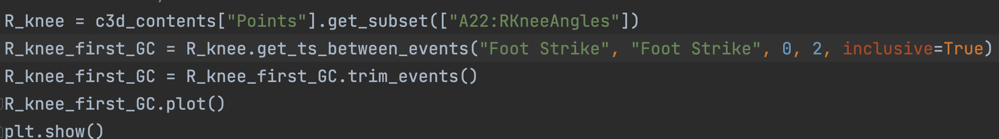 R_knee = c3d_contents["Points"].get_subset(["A22:RKneeAngles"])
R_knee_first_GC = R_knee.get_ts_between_events("Foot Strike", "Foot Strike", 0, 2, inclusive=True)
R_knee_first_GC = R_knee_first_GC.trim_events()
R_knee_first_GC.plot()
plt.show()